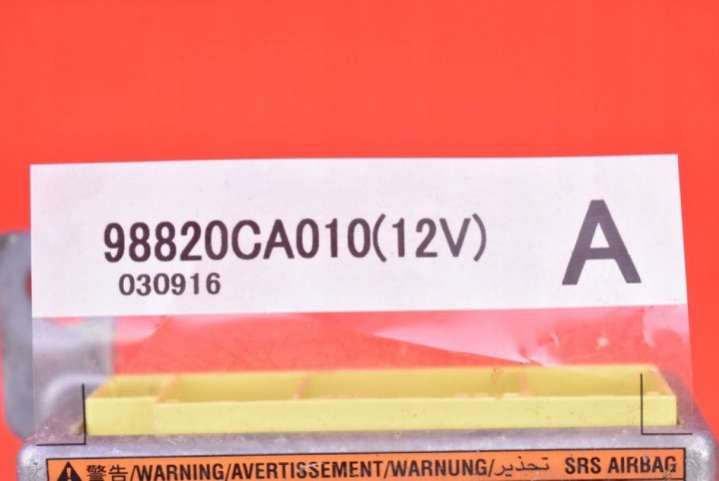 98820CA010(12V)
A
030916
警告/WARNING/AVERTISSEMENT/WARNUNG/تحذير SRS AIRBAG